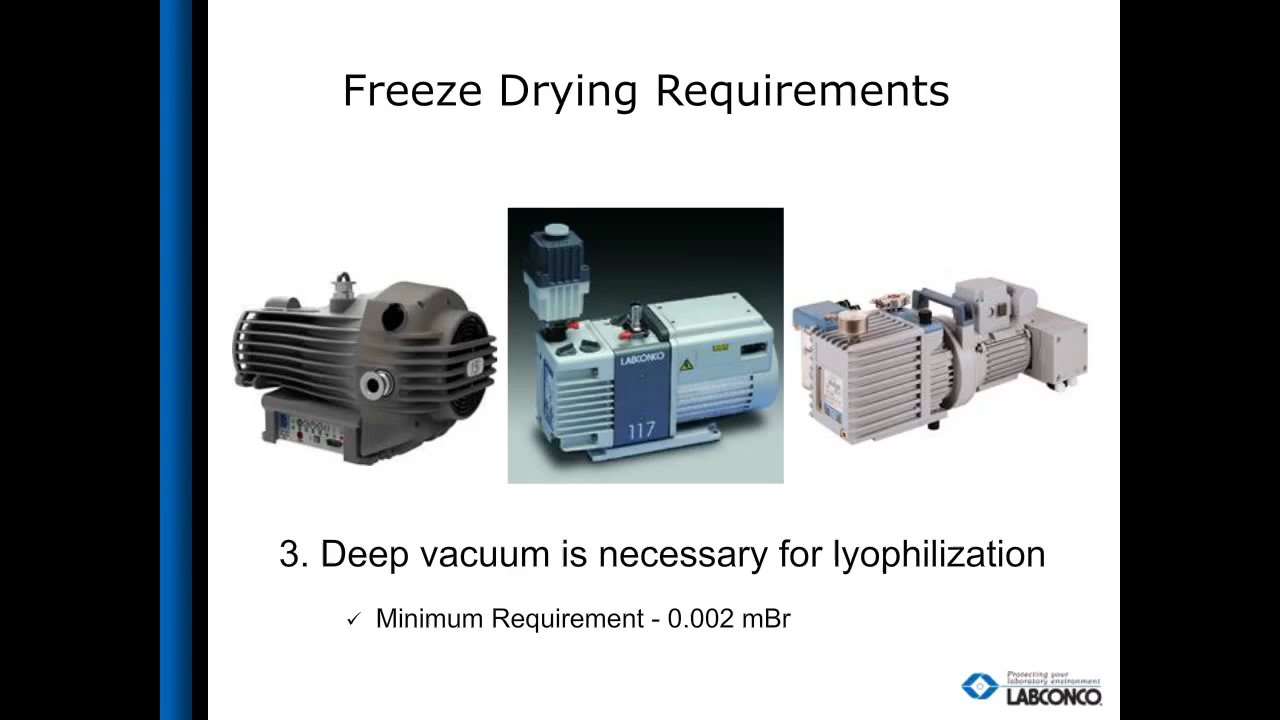 Freeze Drying Requirements
LABCONCO
117
3. Deep vacuum is necessary for lyophilization
✓ Minimum Requirement - 0.002 mBr
Protecting your
laboratory environment
LABCONCO